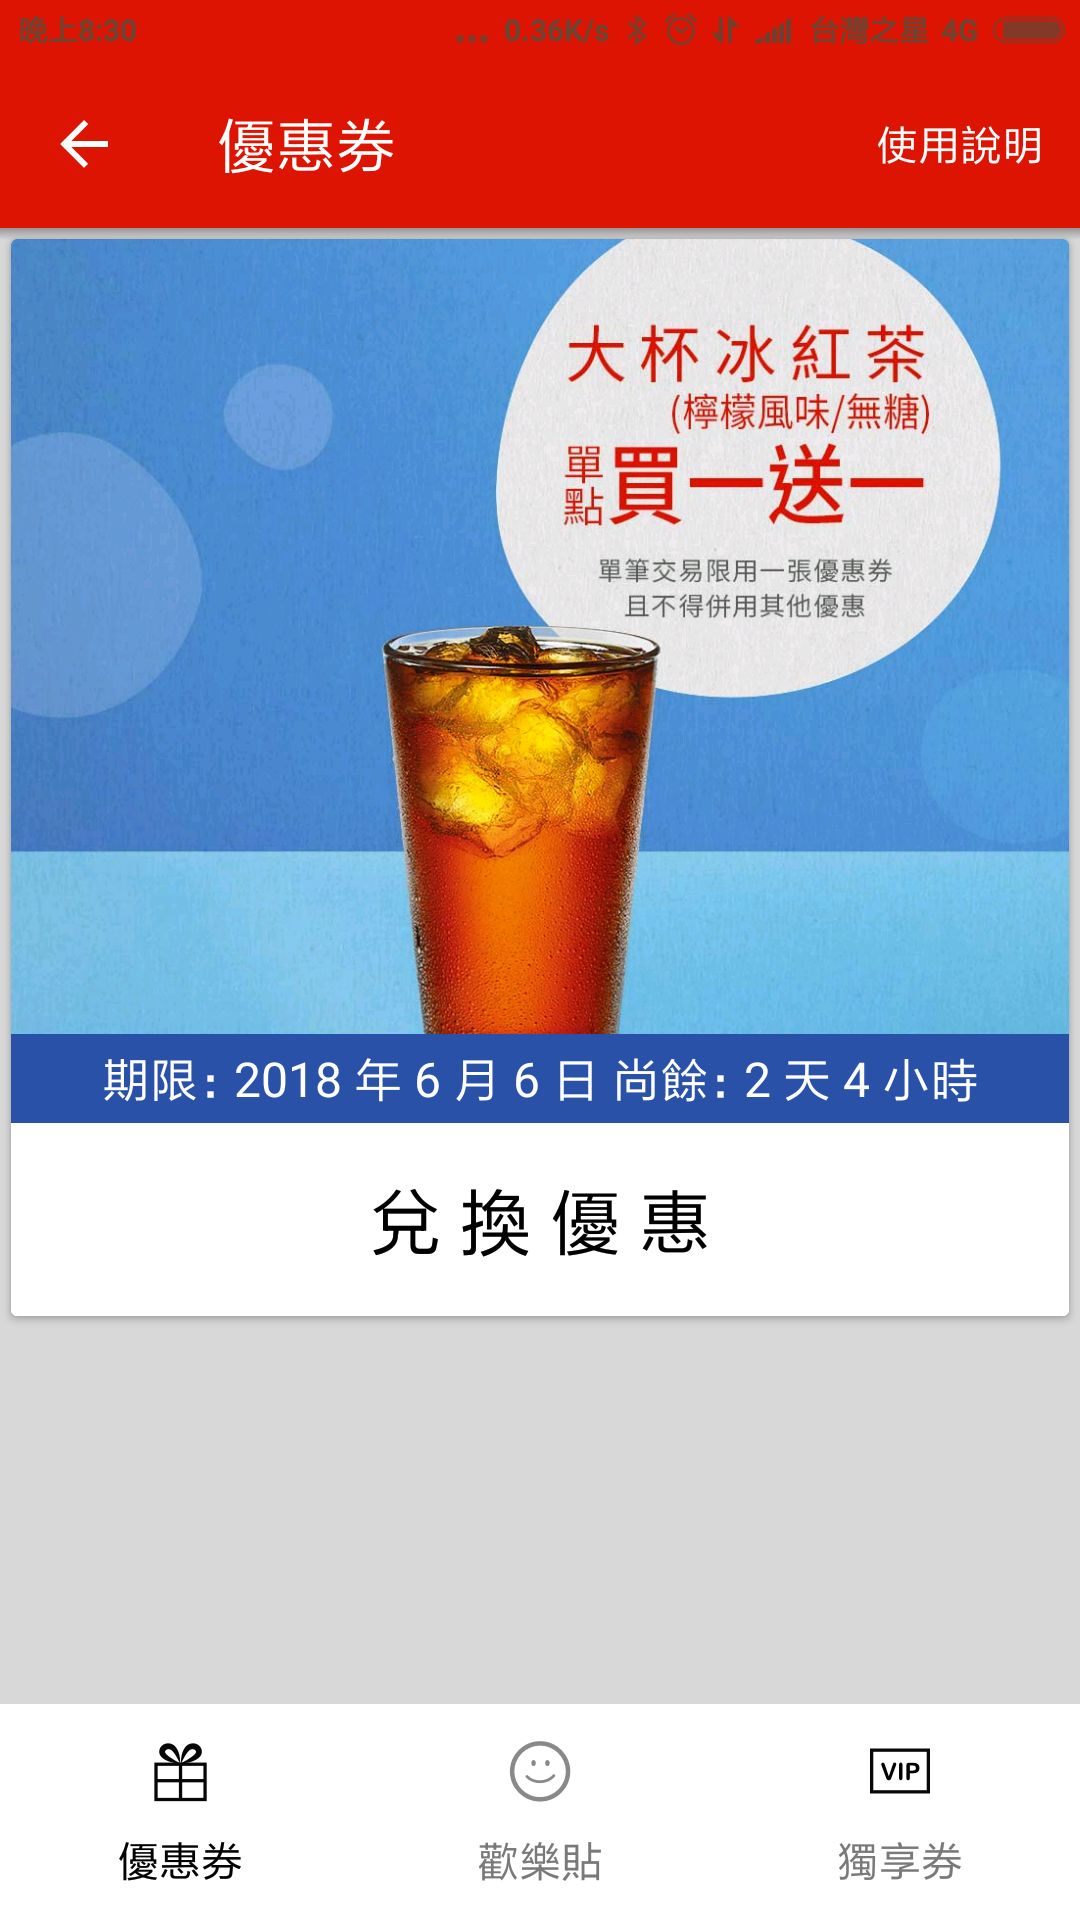 晚上8:30 ... 0.36K/s 台灣之星 4G
優惠券 使用說明
大杯冰紅茶
(檸檬風味/無糖)
單點 買一送一
單筆交易限用一張優惠券
且不得併用其他優惠
期限: 2018 年 6 月 6 日 尚餘: 2 天 4 小時
兌換優惠
VIP
優惠券 歡樂貼 獨享券